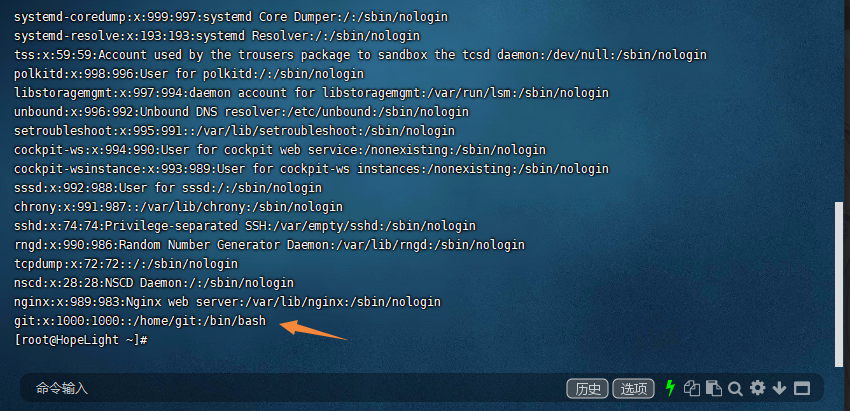 systemd-coredump:x:999:997:systemd Core Dumper:/:/sbin/nologin
systemd-resolve:x:193:193:systemd Resolver:/:/sbin/nologin
tss:x:59:59:Account used by the trousers package to sandbox the tcsd daemon:/dev/null:/sbin/nologin
polkitd:x:998:996:User for polkitd:/:/sbin/nologin
libstoragemgmt:x:997:994:daemon account for libstoragemgmt:/var/run/lsm:/sbin/nologin
unbound:x:996:992:Unbound DNS resolver:/etc/unbound:/sbin/nologin
setroubleshoot:x:995:991::/var/lib/setroubleshoot:/sbin/nologin
cockpit-ws:x:994:990:User for cockpit web service:/nonexisting:/sbin/nologin
cockpit-wsinstance:x:993:989:User for cockpit-ws instances:/nonexisting:/sbin/nologin
sssd:x:992:988:User for sssd:/:/sbin/nologin
chrony:x:991:987::/var/lib/chrony:/sbin/nologin
sshd:x:74:74:Privilege-separated SSH:/var/empty/sshd:/sbin/nologin
rngd:x:990:986:Random Number Generator Daemon:/var/lib/rngd:/sbin/nologin
tcpdump:x:72:72::/:/sbin/nologin
nscd:x:28:28:NSCD Daemon:/:/sbin/nologin
nginx:x:989:983:Nginx web server:/var/lib/nginx:/sbin/nologin
git:x:1000:1000::/home/git:/bin/bash
[root@HopeLight ~]#
命令输入 历史 选项